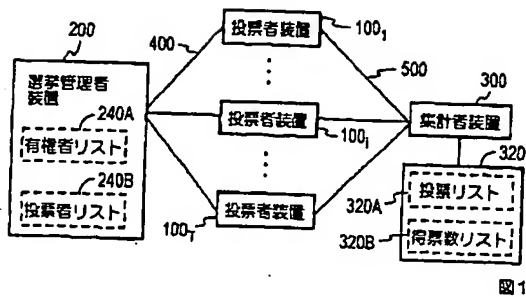 200
選挙管理者
装置
240A
有権者リスト
240B
投票者リスト
400
投票者装置
100₁
投票者装置
100ᵢ
投票者装置
100ₜ
500
300
集計者装置
320
320A
投票リスト
320B
得票数リスト
図1